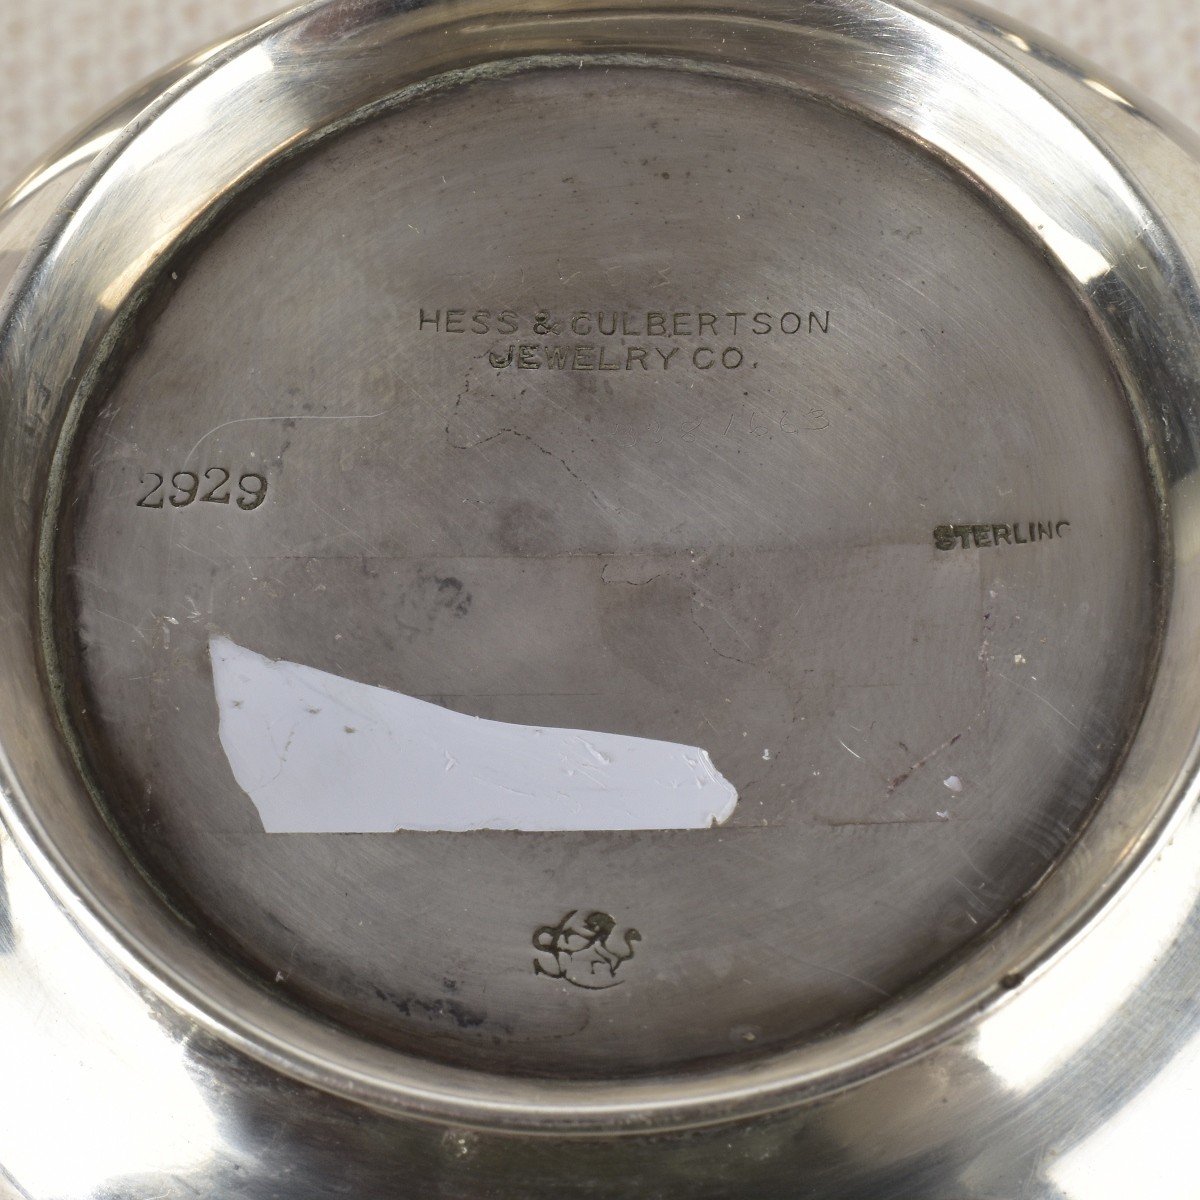 HESS & CULBERTSON
JEWELRY CO.
2929
STERLING